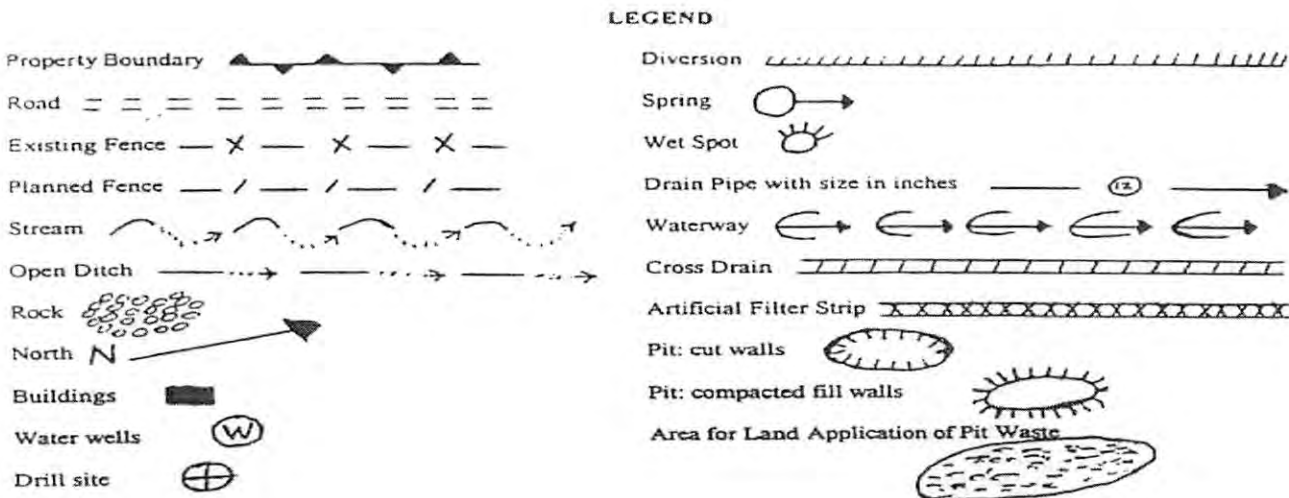 LEGEND
Property Boundary
Road
Existing Fence
Planned Fence
Stream
Open Ditch
Rock
North N
Buildings
Water wells W
Drill site
Diversion
Spring
Wet Spot
Drain Pipe with size in inches 12
Waterway
Cross Drain
Artificial Filter Strip
Pit: cut walls
Pit: compacted fill walls
Area for Land Application of Pit Waste